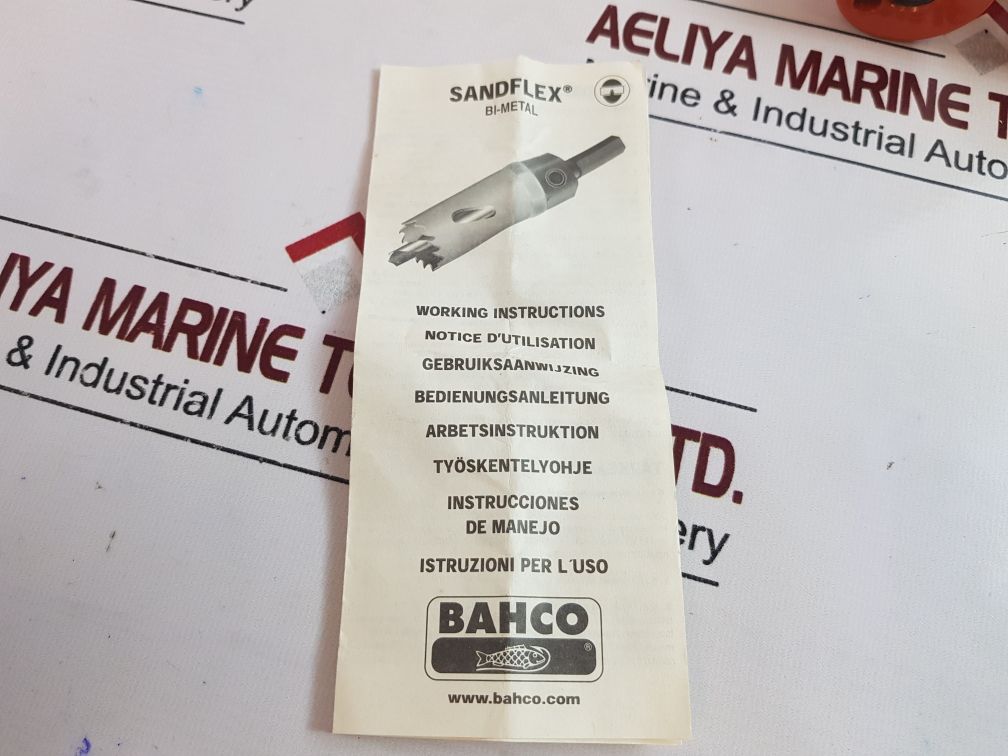 AELIYA MARINE T
rine & Industrial Auto
SANDFLEX®
BI-METAL
WORKING INSTRUCTIONS
NOTICE D'UTILISATION
GEBRUIKSAANWIJZING
BEDIENUNGSANLEITUNG
ARBETSINSTRUKTION
TYÖSKENTELYOHJE
INSTRUCCIONES
DE MANEJO
ISTRUZIONI PER L'USO
BAHCO
®
www.bahco.com
IYA MARINE T
& Industrial Autom
TD.
ery